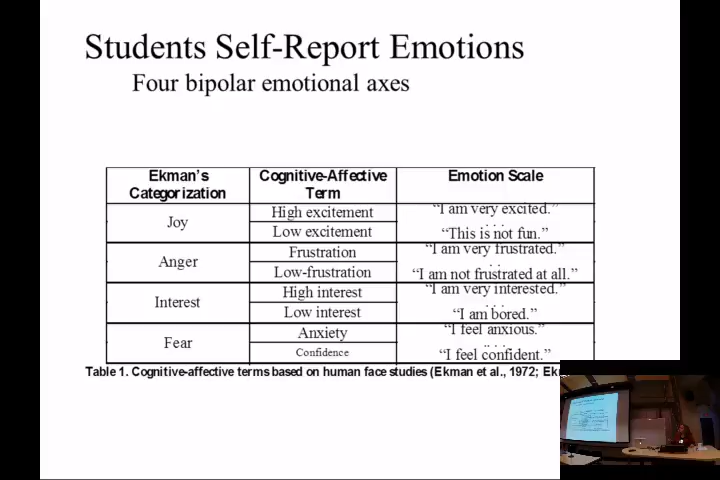 Students Self-Report Emotions
Four bipolar emotional axes
Ekman's Categorization
Cognitive-Affective Term
Emotion Scale
Joy
High excitement
"I am very excited."
. . .
Low excitement
"This is not fun."
Anger
Frustration
"I am very frustrated."
. .
Low-frustration
"I am not frustrated at all."
Interest
High interest
"I am very interested."
. . .
Low interest
"I am bored."
Fear
Anxiety
"I feel anxious."
. . .
Confidence
"I feel confident."
Table 1. Cognitive-affective terms based on human face studies (Ekman et al., 1972;